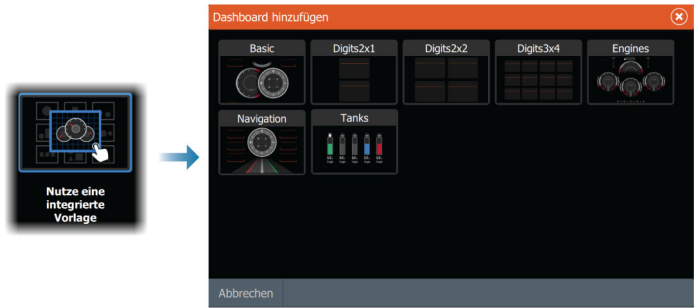 Dashboard hinzufügen
Basic
Digits2x1
Digits2x2
Digits3x4
Engines
Navigation
Tanks
Nutze eine
integrierte
Vorlage
Abbrechen